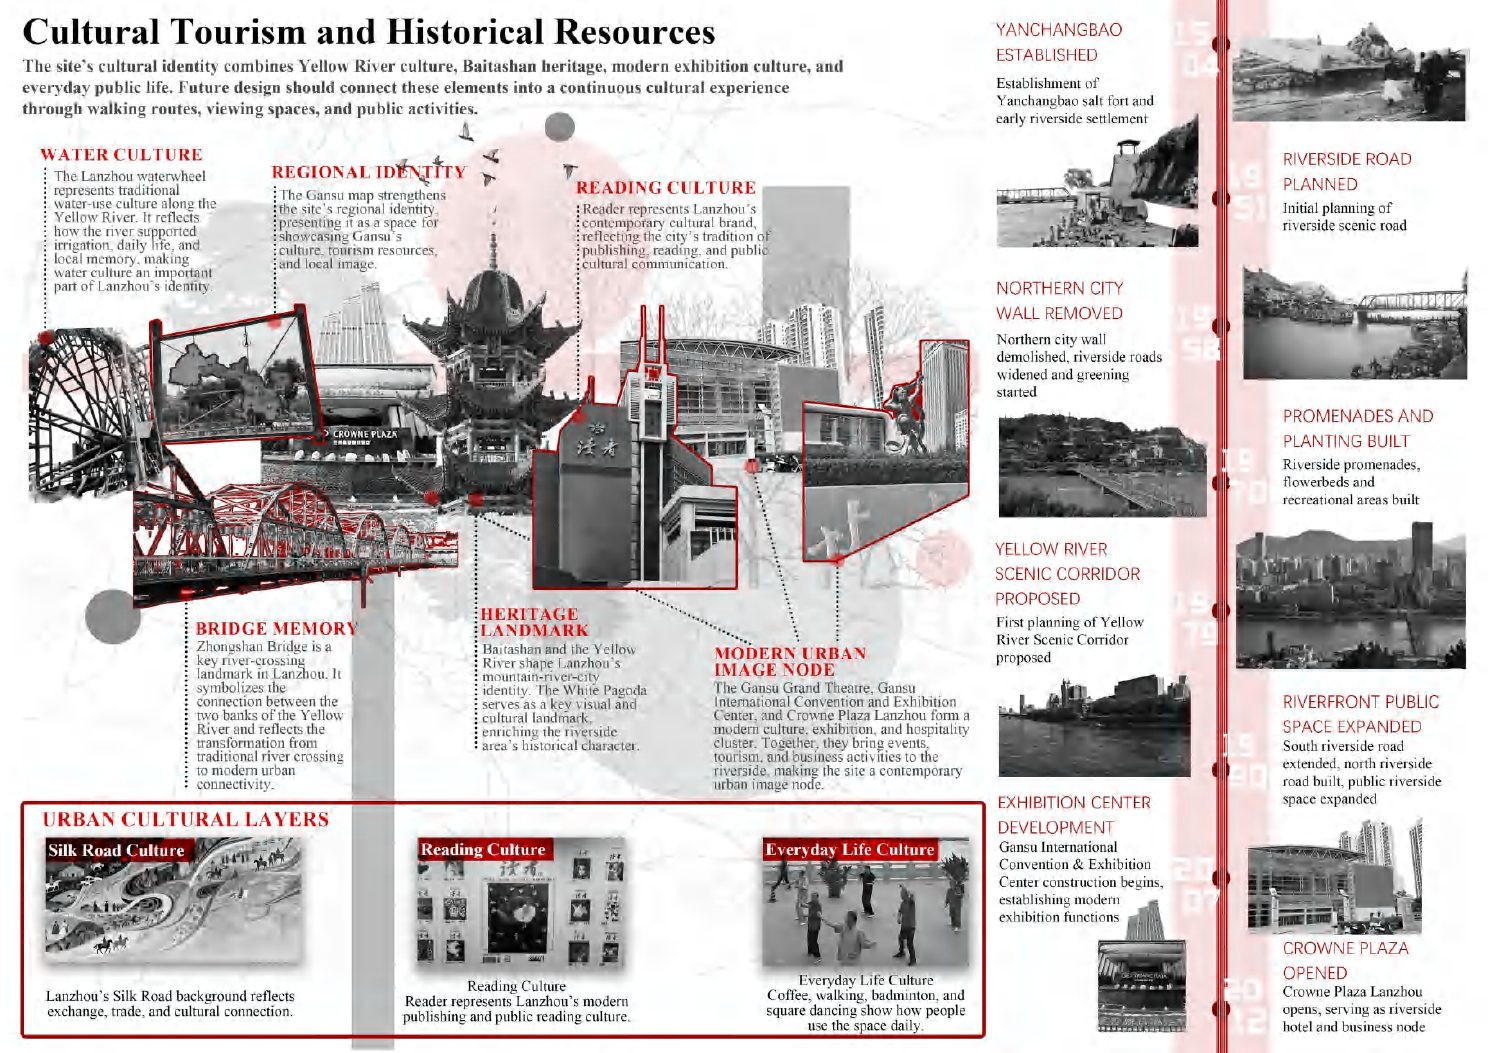 Cultural Tourism and Historical Resources
The site's cultural identity combines Yellow River culture, Baitashan heritage, modern exhibition culture, and
everyday public life. Future design should connect these elements into a continuous cultural experience
through walking routes, viewing spaces, and public activities.
WATER CULTURE
The Lanzhou waterwheel
represents traditional
water-use culture along the
Yellow River. It reflects
how the river supported
irrigation, daily life, and
local memory, making
water culture an important
part of Lanzhou's identity.
REGIONAL IDENTITY
The Gansu map strengthens
the site's regional identity,
presenting it as a space for
showcasing Gansu's
culture, tourism resources,
and local image.
READING CULTURE
Reader represents Lanzhou's
contemporary cultural brand,
reflecting the city's tradition of
publishing, reading, and public
cultural communication.
CROWNE PLAZA
读者
BRIDGE MEMORY
Zhongshan Bridge is a
key river-crossing
landmark in Lanzhou. It
symbolizes the
connection between the
two banks of the Yellow
River and reflects the
transformation from
traditional river crossing
to modern urban
connectivity.
HERITAGE
LANDMARK
Baitashan and the Yellow
River shape Lanzhou's
mountain-river-city
identity. The White Pagoda
serves as a key visual and
cultural landmark,
enriching the riverside
area's historical character.
MODERN URBAN
IMAGE NODE
The Gansu Grand Theatre, Gansu
International Convention and Exhibition
Center, and Crowne Plaza Lanzhou form a
modern culture, exhibition, and hospitality
cluster. Together, they bring events,
tourism, and business activities to the
riverside, making the site a contemporary
urban image node.
URBAN CULTURAL LAYERS
Silk Road Culture
Lanzhou's Silk Road background reflects
exchange, trade, and cultural connection.
Reading Culture
读者
Reading Culture
Reader represents Lanzhou's modern
publishing and public reading culture.
Everyday Life Culture
Everyday Life Culture
Coffee, walking, badminton, and
square dancing show how people
use the space daily.
YANCHANGBAO
ESTABLISHED
Establishment of
Yanchangbao salt fort and
early riverside settlement
15
04
RIVERSIDE ROAD
PLANNED
Initial planning of
riverside scenic road
19
51
NORTHERN CITY
WALL REMOVED
Northern city wall
demolished, riverside roads
widened and greening
started
19
58
PROMENADES AND
PLANTING BUILT
Riverside promenades,
flowerbeds and
recreational areas built
19
70
YELLOW RIVER
SCENIC CORRIDOR
PROPOSED
First planning of Yellow
River Scenic Corridor
proposed
19
79
RIVERFRONT PUBLIC
SPACE EXPANDED
South riverside road
extended, north riverside
road built, public riverside
space expanded
19
90
EXHIBITION CENTER
DEVELOPMENT
Gansu International
Convention & Exhibition
Center construction begins,
establishing modern
exhibition functions
20
07
CROWNE PLAZA
OPENED
Crowne Plaza Lanzhou
opens, serving as riverside
hotel and business node
20
12